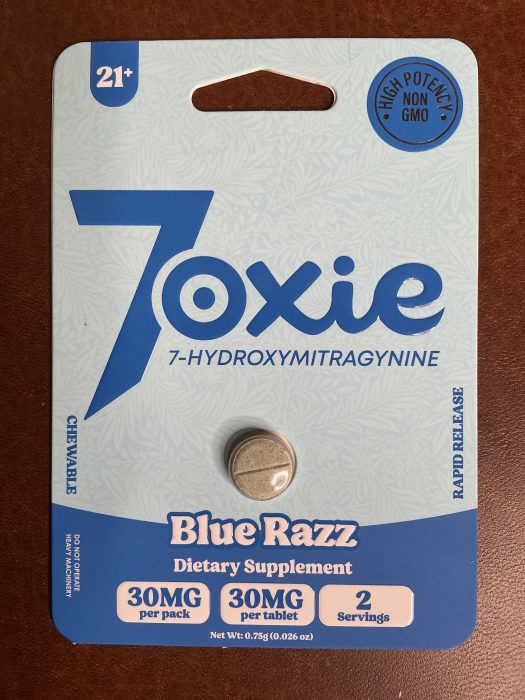 21+
HIGH POTENCY
NON
GMO
7oxie
7-HYDROXYMITRAGYNINE
CHEWABLE
RAPID RELEASE
DO NOT OPERATE
HEAVY MACHINERY
Blue Razz
Dietary Supplement
30MG
per pack
30MG
per tablet
2
Servings
Net Wt: 0.75g (0.026 oz)